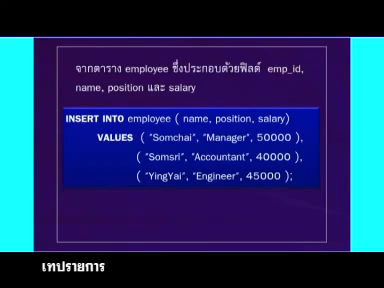 จากตาราง employee ซึ่งประกอบด้วยฟิลด์ emp_id,
name, position และ salary
INSERT INTO employee ( name, position, salary)
VALUES ( "Somchai", "Manager", 50000 ),
( "Somsri", "Accountant", 40000 ),
( "YingYai", "Engineer", 45000 );
เทปรายการ